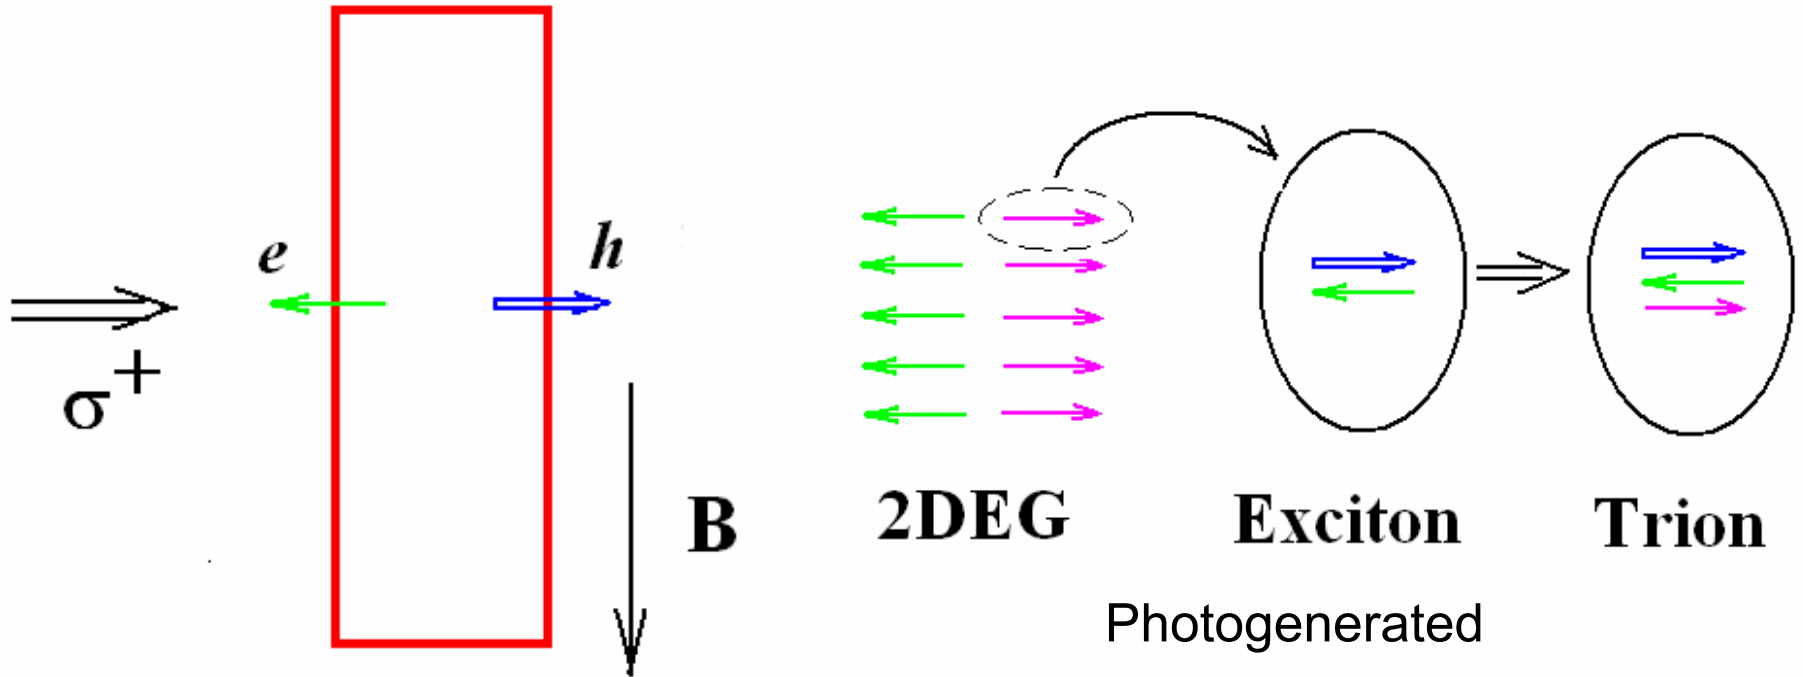 e
h
σ+
B
2DEG
Exciton
Trion
Photogenerated